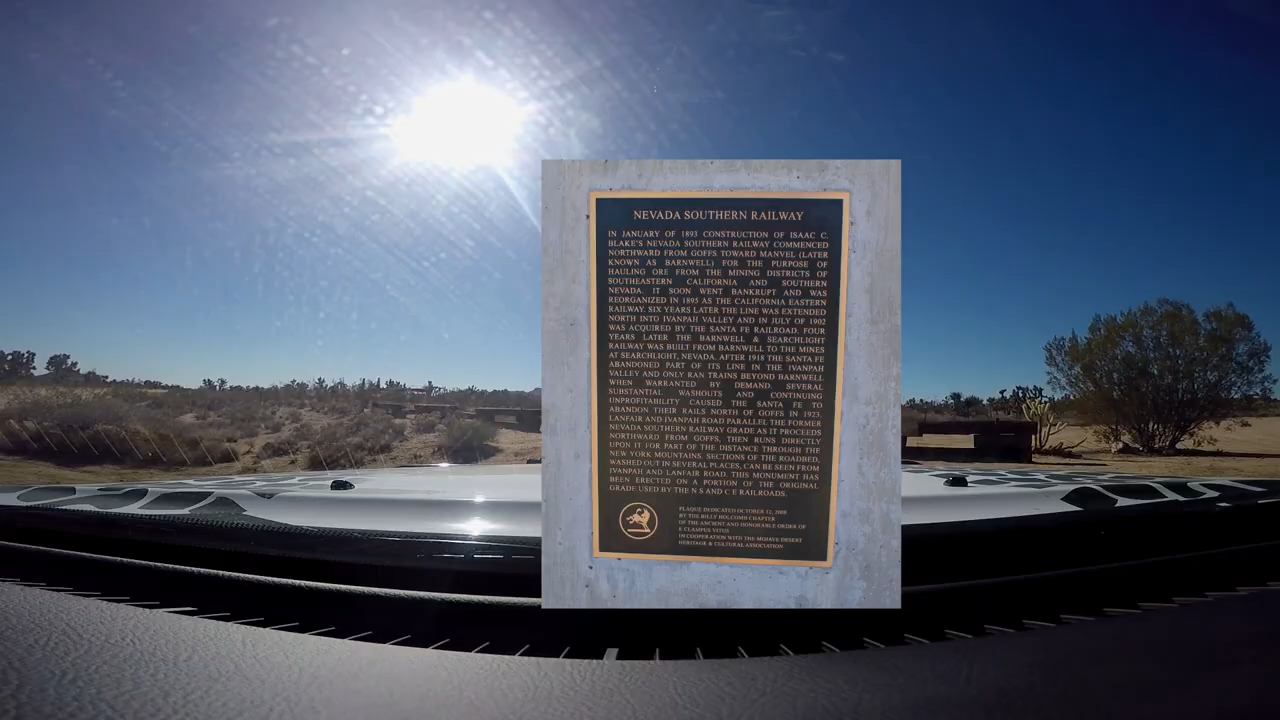 NEVADA SOUTHERN RAILWAY
IN JANUARY OF 1893 CONSTRUCTION OF ISAAC C.
BLAKE'S NEVADA SOUTHERN RAILWAY COMMENCED
NORTHWARD FROM GOFFS TOWARD MANVEL (LATER
KNOWN AS BARNWELL) FOR THE PURPOSE OF
HAULING ORE FROM THE MINING DISTRICTS OF
SOUTHEASTERN CALIFORNIA AND SOUTHERN
NEVADA. IT SOON WENT BANKRUPT AND WAS
REORGANIZED IN 1895 AS THE CALIFORNIA EASTERN
RAILWAY. SIX YEARS LATER THE LINE WAS EXTENDED
NORTH INTO IVANPAH VALLEY AND IN JULY OF 1902
WAS ACQUIRED BY THE SANTA FE RAILROAD. FOUR
YEARS LATER THE BARNWELL & SEARCHLIGHT
RAILWAY WAS BUILT FROM BARNWELL TO THE MINES
AT SEARCHLIGHT, NEVADA. AFTER 1918 THE SANTA FE
ABANDONED PART OF ITS LINE IN THE IVANPAH
VALLEY AND ONLY RAN TRAINS BEYOND BARNWELL
WHEN WARRANTED BY DEMAND. SEVERAL
SUBSTANTIAL WASHOUTS AND CONTINUING
UNPROFITABILITY CAUSED THE SANTA FE TO
ABANDON THEIR RAILS NORTH OF GOFFS IN 1923.
LANFAIR AND IVANPAH ROAD PARALLEL THE FORMER
NEVADA SOUTHERN RAILWAY GRADE AS IT PROCEEDS
NORTHWARD FROM GOFFS, THEN RUNS DIRECTLY
UPON IT FOR PART OF THE DISTANCE THROUGH THE
NEW YORK MOUNTAINS. SECTIONS OF THE ROADBED,
WASHED OUT IN SEVERAL PLACES, CAN BE SEEN FROM
IVANPAH AND LANFAIR ROAD. THIS MONUMENT HAS
BEEN ERECTED ON A PORTION OF THE ORIGINAL
GRADE USED BY THE N S AND C E RAILROADS.
PLAQUE DEDICATED OCTOBER 12, 2008
BY THE BILLY HOLCOMB CHAPTER
OF THE ANCIENT AND HONORABLE ORDER OF
E CLAMPUS VITUS
IN COOPERATION WITH THE MOJAVE DESERT
HERITAGE & CULTURAL ASSOCIATION